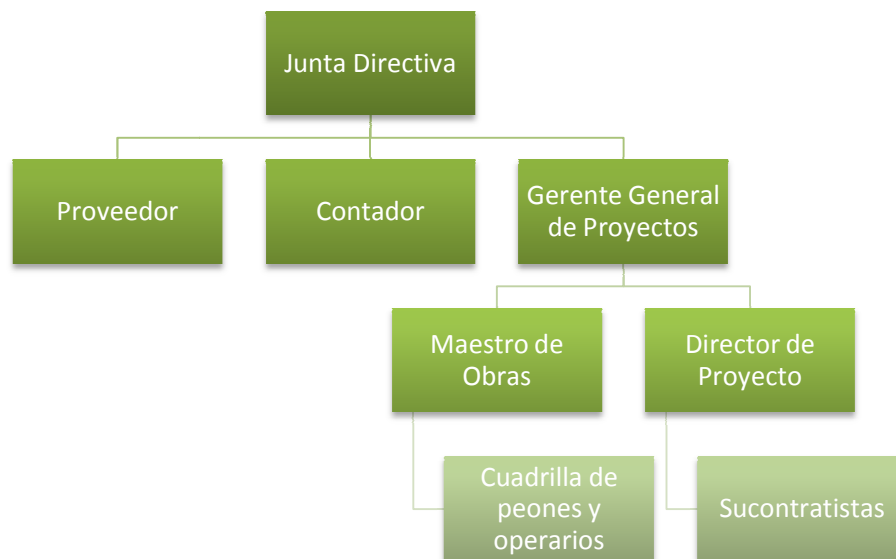 Junta Directiva
Proveedor
Contador
Gerente General
de Proyectos
Maestro de
Obras
Director de
Proyecto
Cuadrilla de
peones y
operarios
Sucontratistas